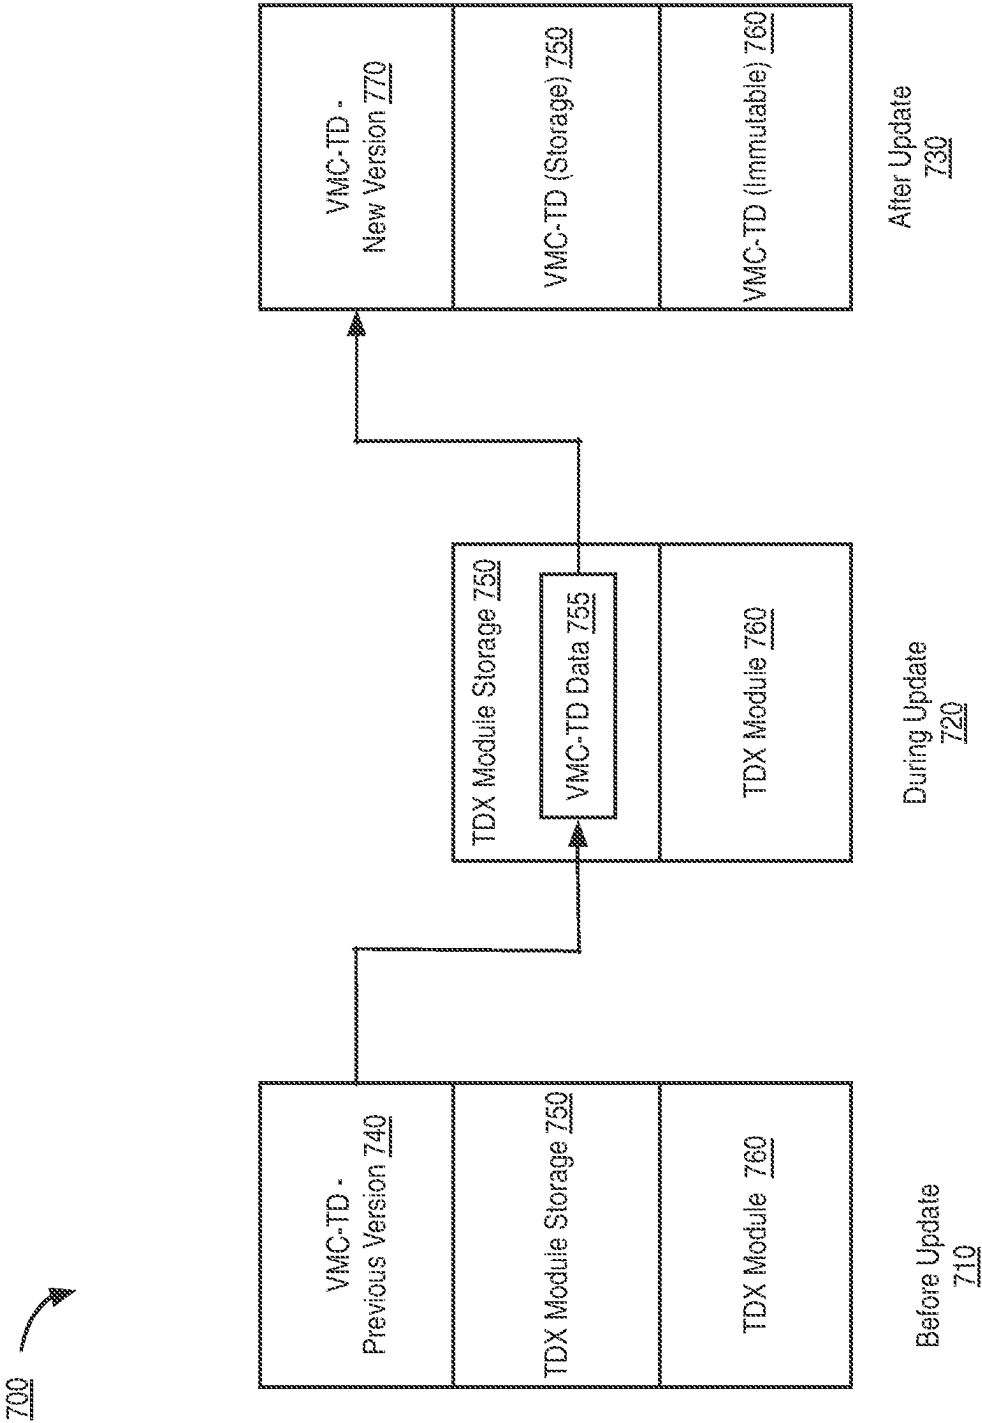 700
VMC-TD -
Previous Version 740
TDX Module Storage 750
TDX Module 760
Before Update
710
TDX Module Storage 750
VMC-TD Data 755
TDX Module 760
During Update
720
VMC-TD -
New Version 770
VMC-TD (Storage) 750
VMC-TD (Immutable) 760
After Update
730